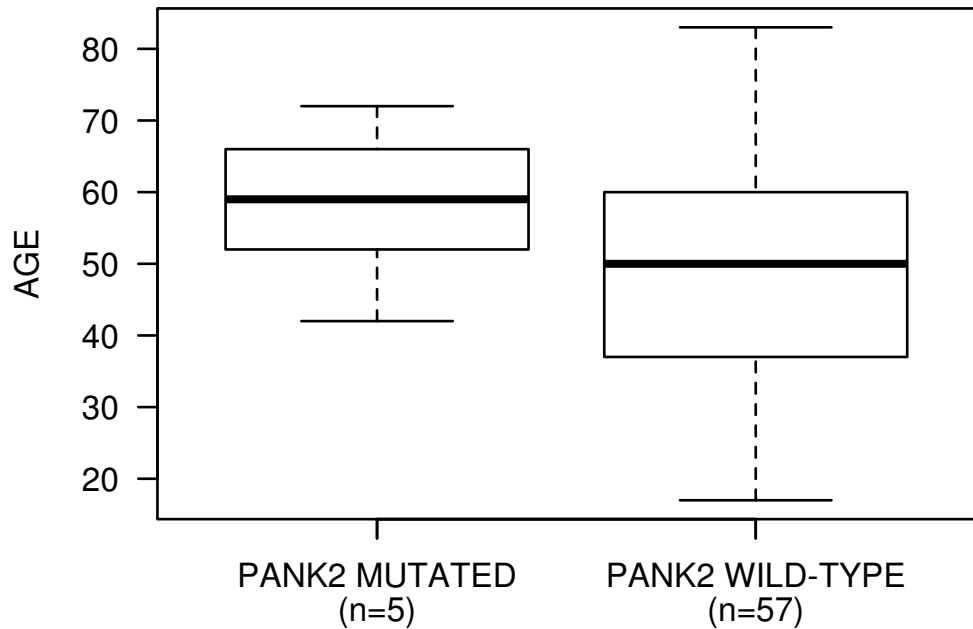 80
70
60
50
40
30
20
AGE
PANK2 MUTATED
(n=5)
PANK2 WILD-TYPE
(n=57)